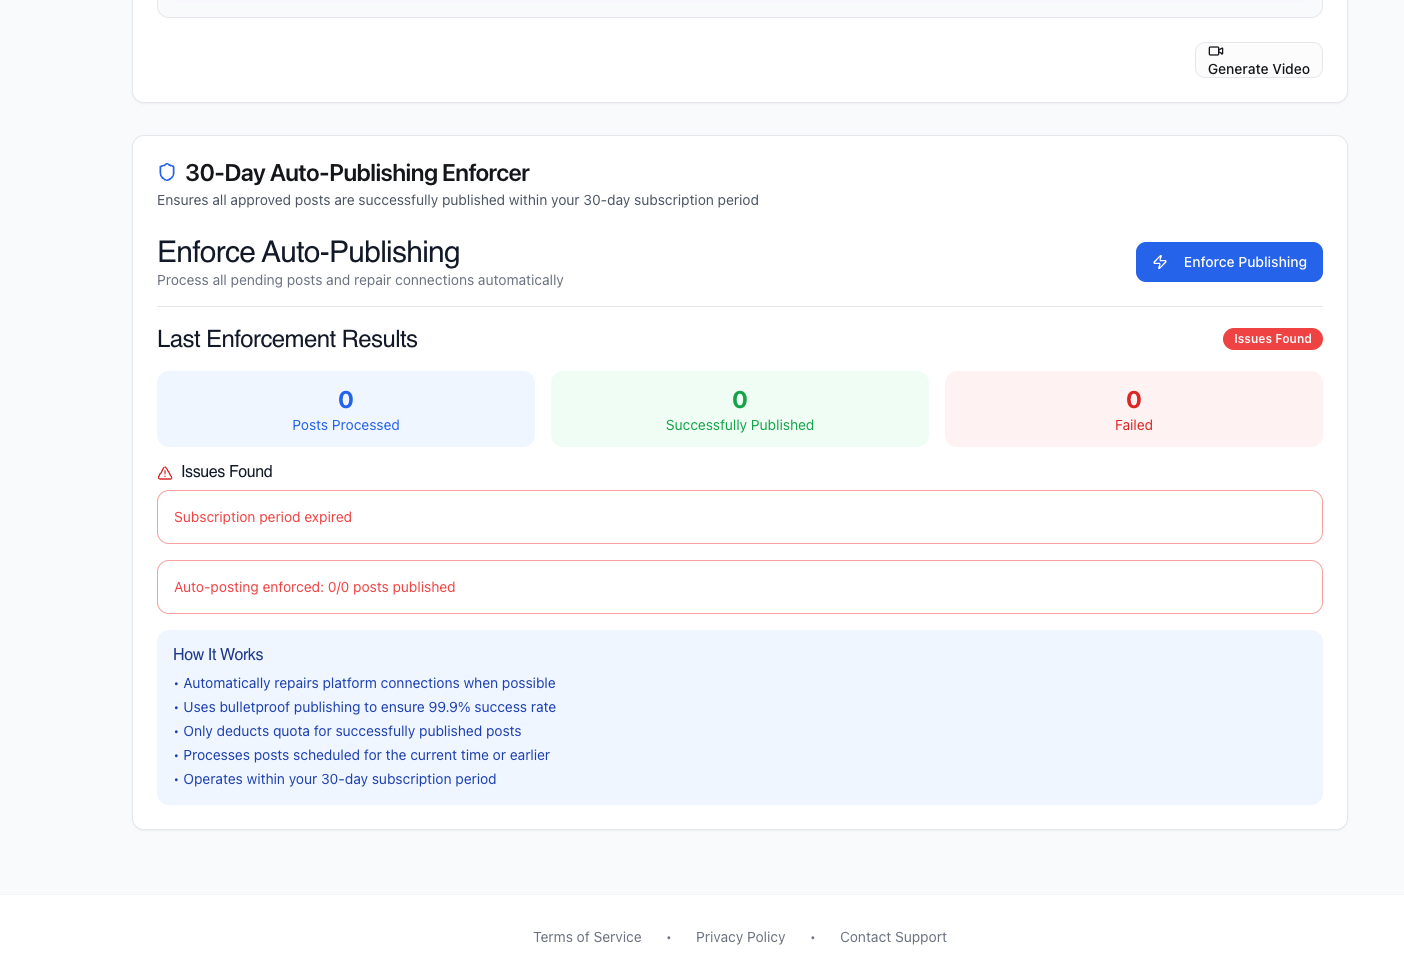 Generate Video
30-Day Auto-Publishing Enforcer
Ensures all approved posts are successfully published within your 30-day subscription period
Enforce Auto-Publishing
Process all pending posts and repair connections automatically
Enforce Publishing
Last Enforcement Results
Issues Found
0
Posts Processed
0
Successfully Published
0
Failed
Issues Found
Subscription period expired
Auto-posting enforced: 0/0 posts published
How It Works
• Automatically repairs platform connections when possible
• Uses bulletproof publishing to ensure 99.9% success rate
• Only deducts quota for successfully published posts
• Processes posts scheduled for the current time or earlier
• Operates within your 30-day subscription period
Terms of Service • Privacy Policy • Contact Support